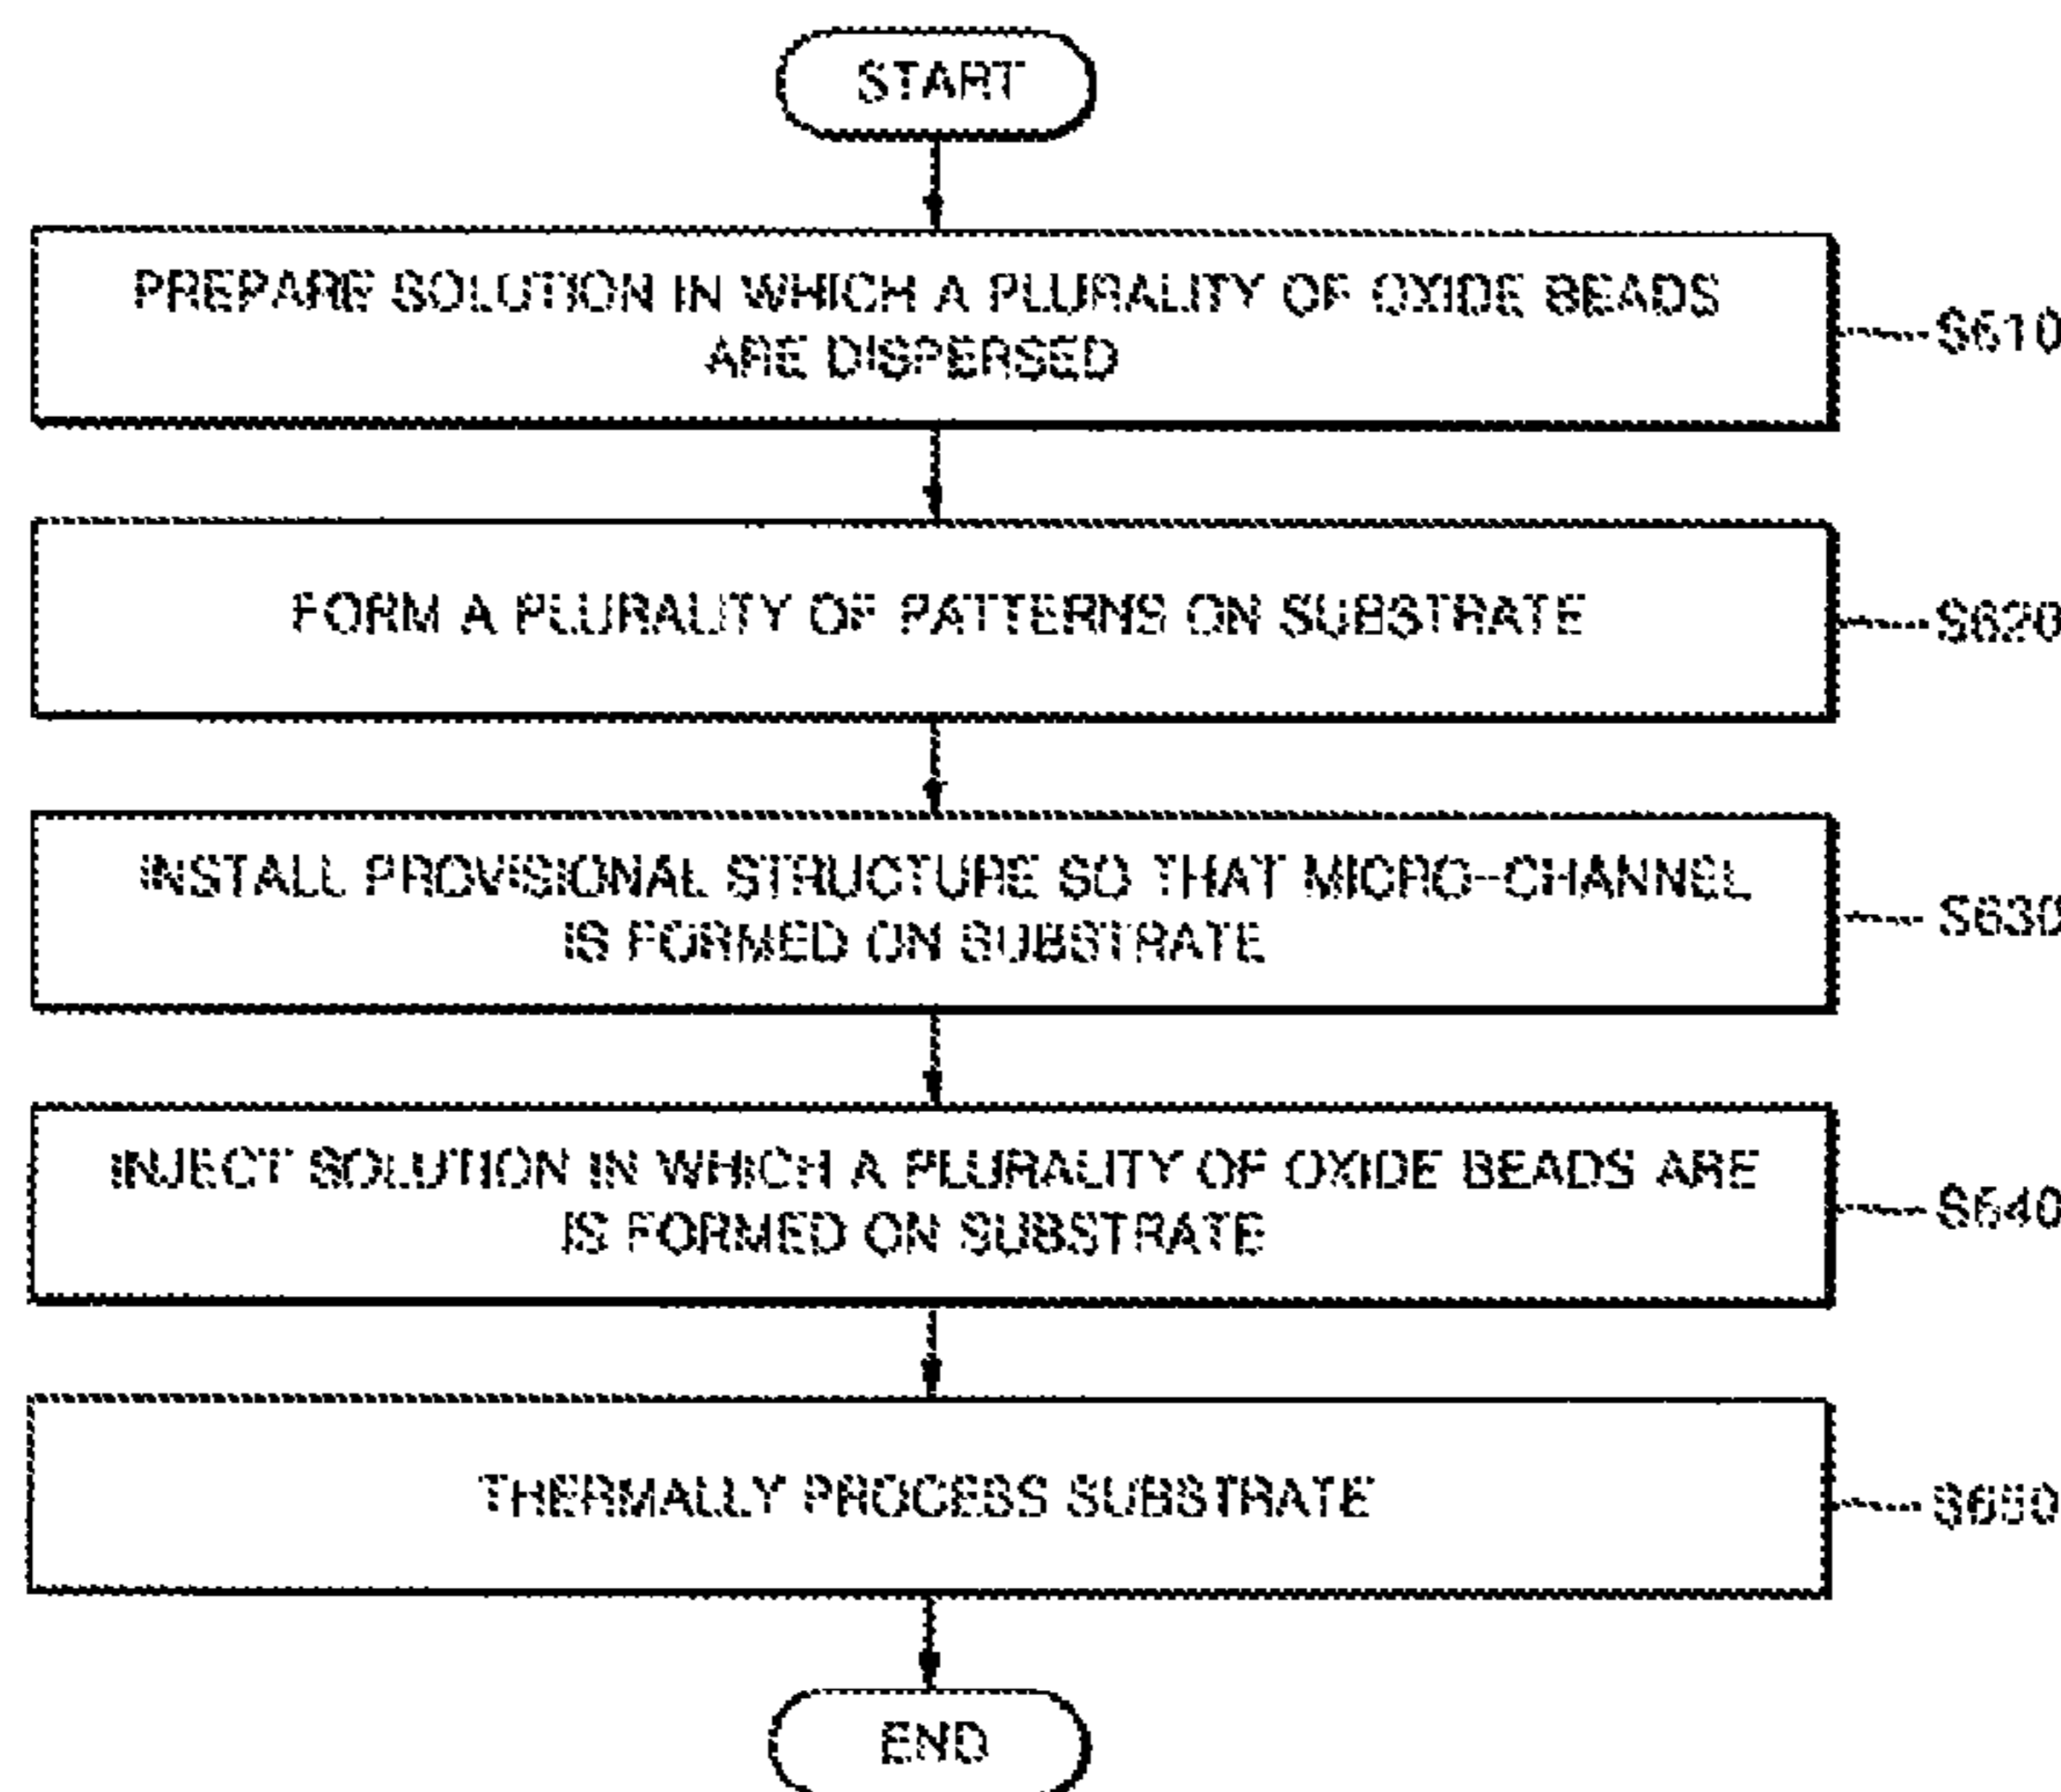 START
PREPARE SOLUTION IN WHICH A PLURALITY OF OXIDE BEADS
ARE DISPERSED
S610
FORM A PLURALITY OF PATTERNS ON SUBSTRATE
S620
INSTALL PROVISIONAL STRUCTURE SO THAT MICRO-CHANNEL
IS FORMED ON SUBSTRATE
S630
INJECT SOLUTION IN WHICH A PLURALITY OF OXIDE BEADS ARE
IS FORMED ON SUBSTRATE
S640
THERMALLY PROCESS SUBSTRATE
S650
END